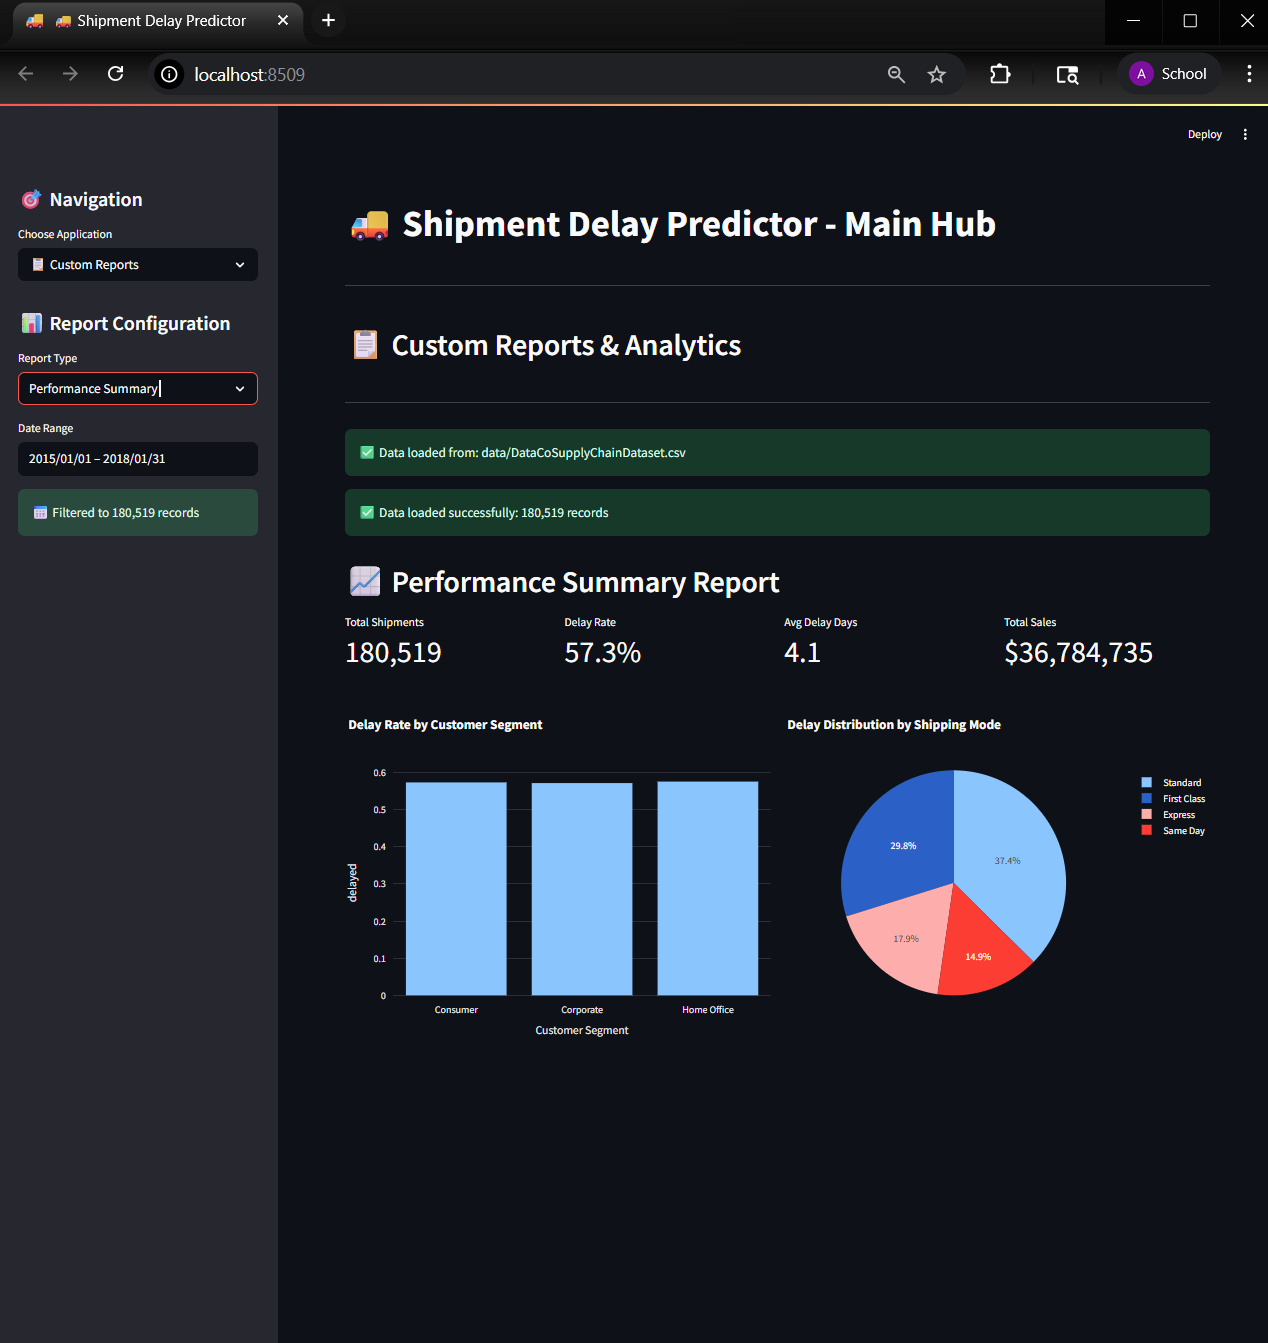 Shipment Delay Predictor
localhost:8509
A School
Deploy
Navigation
Choose Application
Custom Reports
Report Configuration
Report Type
Performance Summary
Date Range
2015/01/01 – 2018/01/31
Filtered to 180,519 records
Shipment Delay Predictor - Main Hub
Custom Reports & Analytics
Data loaded from: data/DataCoSupplyChainDataset.csv
Data loaded successfully: 180,519 records
Performance Summary Report
Total Shipments
180,519
Delay Rate
57.3%
Avg Delay Days
4.1
Total Sales
$36,784,735
Delay Rate by Customer Segment
0.6
0.5
0.4
0.3
0.2
0.1
0
delayed
Consumer
Corporate
Home Office
Customer Segment
Delay Distribution by Shipping Mode
29.8%
37.4%
17.9%
14.9%
Standard
First Class
Express
Same Day